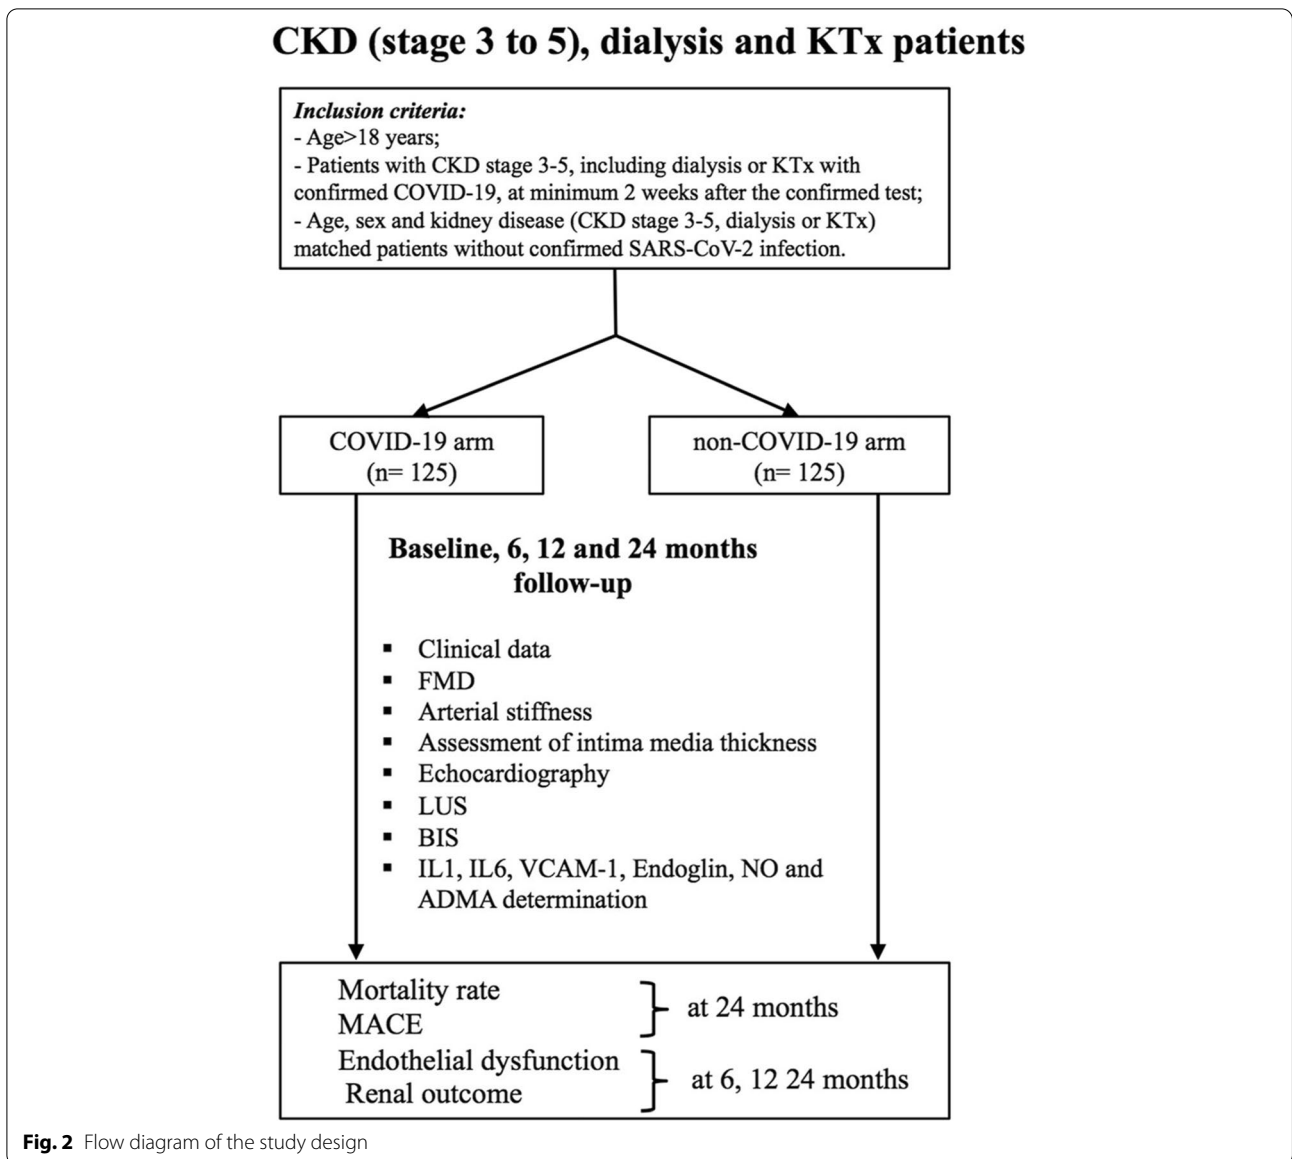 CKD (stage 3 to 5), dialysis and KTx patients
Inclusion criteria:
- Age>18 years;
- Patients with CKD stage 3-5, including dialysis or KTx with
confirmed COVID-19, at minimum 2 weeks after the confirmed test;
- Age, sex and kidney disease (CKD stage 3-5, dialysis or KTx)
matched patients without confirmed SARS-CoV-2 infection.
COVID-19 arm
(n= 125)
non-COVID-19 arm
(n= 125)
Baseline, 6, 12 and 24 months
follow-up
▪ Clinical data
▪ FMD
▪ Arterial stiffness
▪ Assessment of intima media thickness
▪ Echocardiography
▪ LUS
▪ BIS
▪ IL1, IL6, VCAM-1, Endoglin, NO and
ADMA determination
Mortality rate
MACE
at 24 months
Endothelial dysfunction
Renal outcome
at 6, 12 24 months
Fig. 2 Flow diagram of the study design